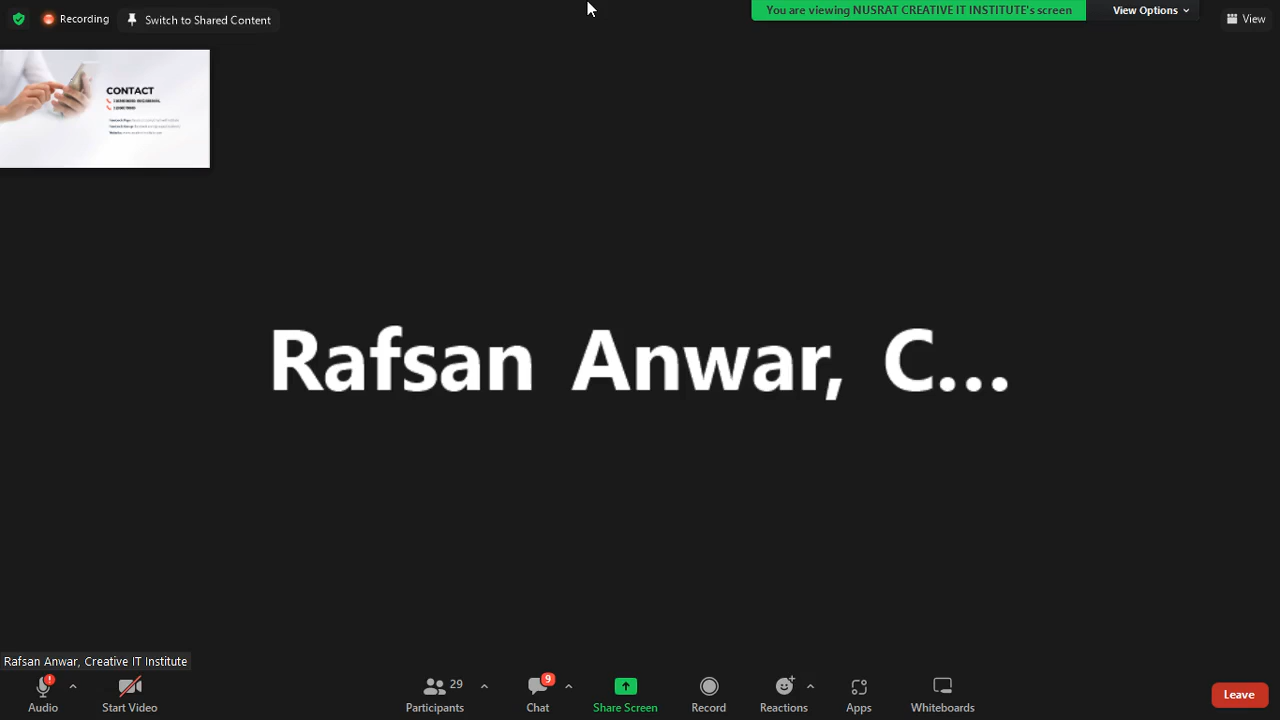 Recording
Switch to Shared Content
You are viewing NUSRAT CREATIVE IT INSTITUTE's screen
View Options
View
CONTACT
Rafsan Anwar, C...
Rafsan Anwar, Creative IT Institute
Audio
Start Video
Participants
29
Chat
9
Share Screen
Record
Reactions
Apps
Whiteboards
Leave